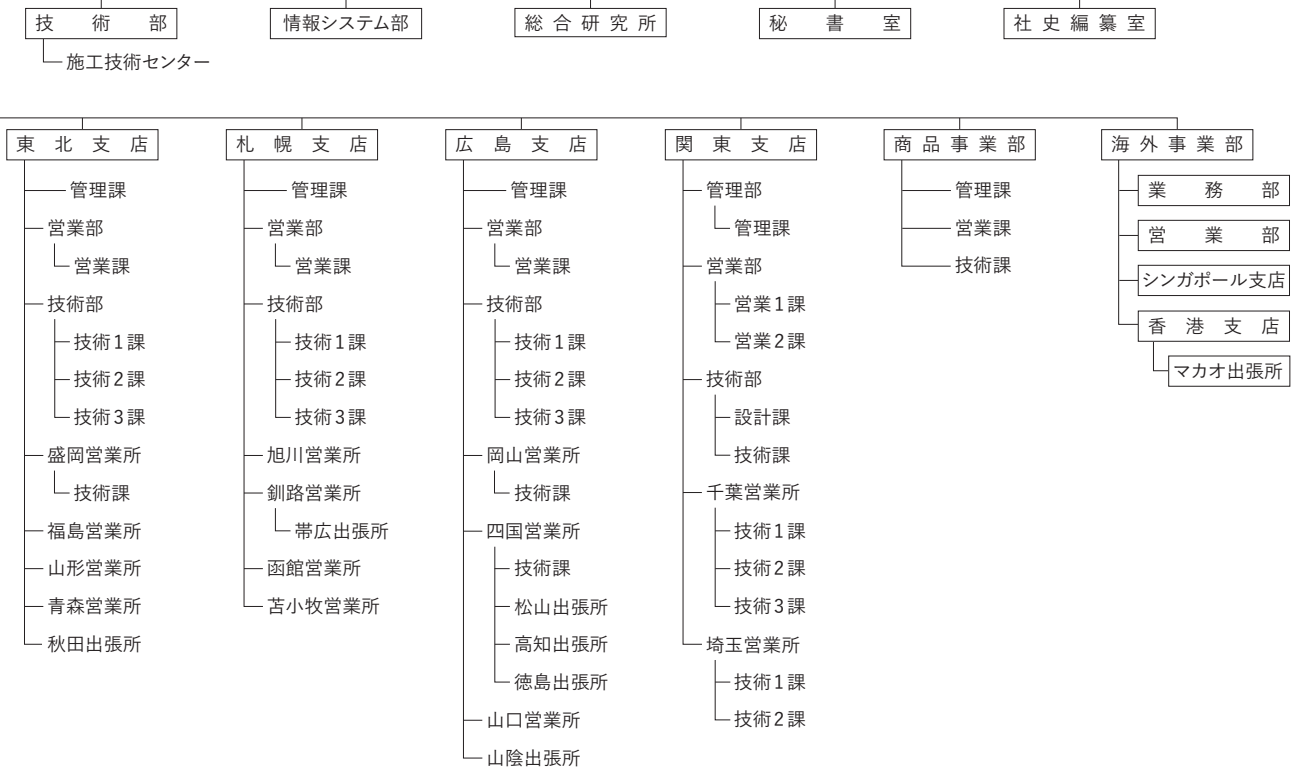 技術部
情報システム部
総合研究所
秘書室
社史編纂室
施工技術センター
東北支店
管理課
営業部
営業課
技術部
技術1課
技術2課
技術3課
盛岡営業所
技術課
福島営業所
山形営業所
青森営業所
秋田出張所
札幌支店
管理課
営業部
営業課
技術部
技術1課
技術2課
技術3課
旭川営業所
釧路営業所
帯広出張所
函館営業所
苫小牧営業所
広島支店
管理課
営業部
営業課
技術部
技術1課
技術2課
技術3課
岡山営業所
技術課
四国営業所
技術課
松山出張所
高知出張所
徳島出張所
山口営業所
山陰出張所
関東支店
管理部
管理課
営業部
営業1課
営業2課
技術部
設計課
技術課
千葉営業所
技術1課
技術2課
技術3課
埼玉営業所
技術1課
技術2課
商品事業部
管理課
営業課
技術課
海外事業部
業務部
営業部
シンガポール支店
香港支店
マカオ出張所